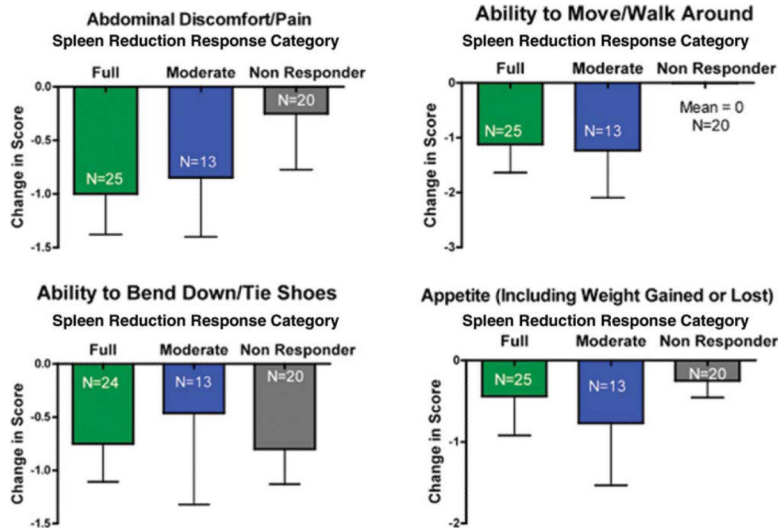 Abdominal Discomfort/Pain
Spleen Reduction Response Category
Full Moderate Non Responder
0.0
-0.5
-1.0
-1.5
Change in Score
N=25
N=13
N=20
Ability to Move/Walk Around
Spleen Reduction Response Category
Full Moderate Non Responder
0
-1
-2
-3
Change in Score
N=25
N=13
Mean = 0
N=20
Ability to Bend Down/Tie Shoes
Spleen Reduction Response Category
Full Moderate Non Responder
0.0
-0.5
-1.0
-1.5
Change in Score
N=24
N=13
N=20
Appetite (Including Weight Gained or Lost)
Spleen Reduction Response Category
Full Moderate Non Responder
0
-1
-2
Change in Score
N=25
N=13
N=20